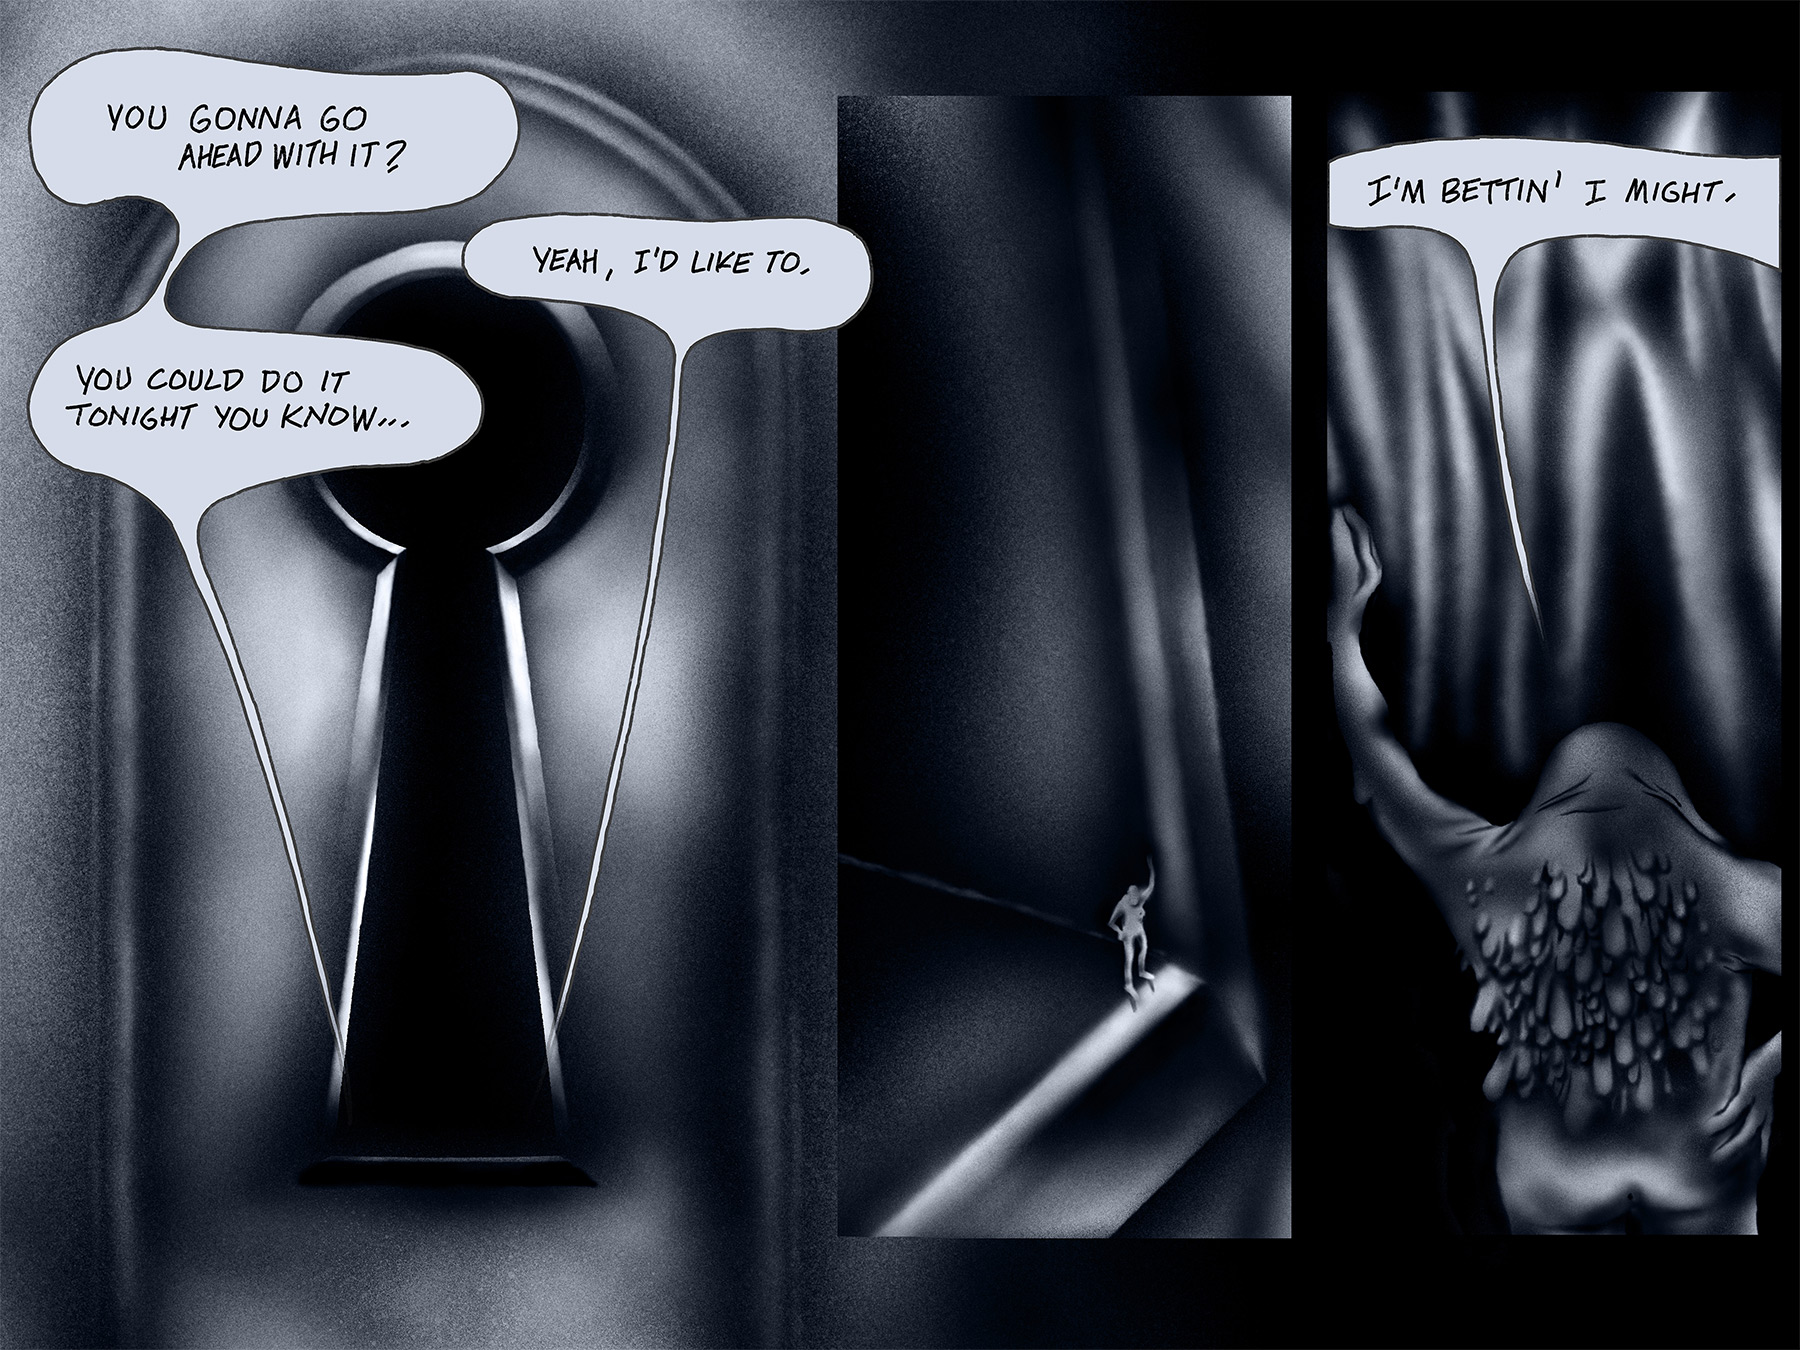 YOU GONNA GO
AHEAD WITH IT?
YEAH, I'D LIKE TO.
YOU COULD DO IT
TONIGHT YOU KNOW...
I'M BETTIN' I MIGHT.